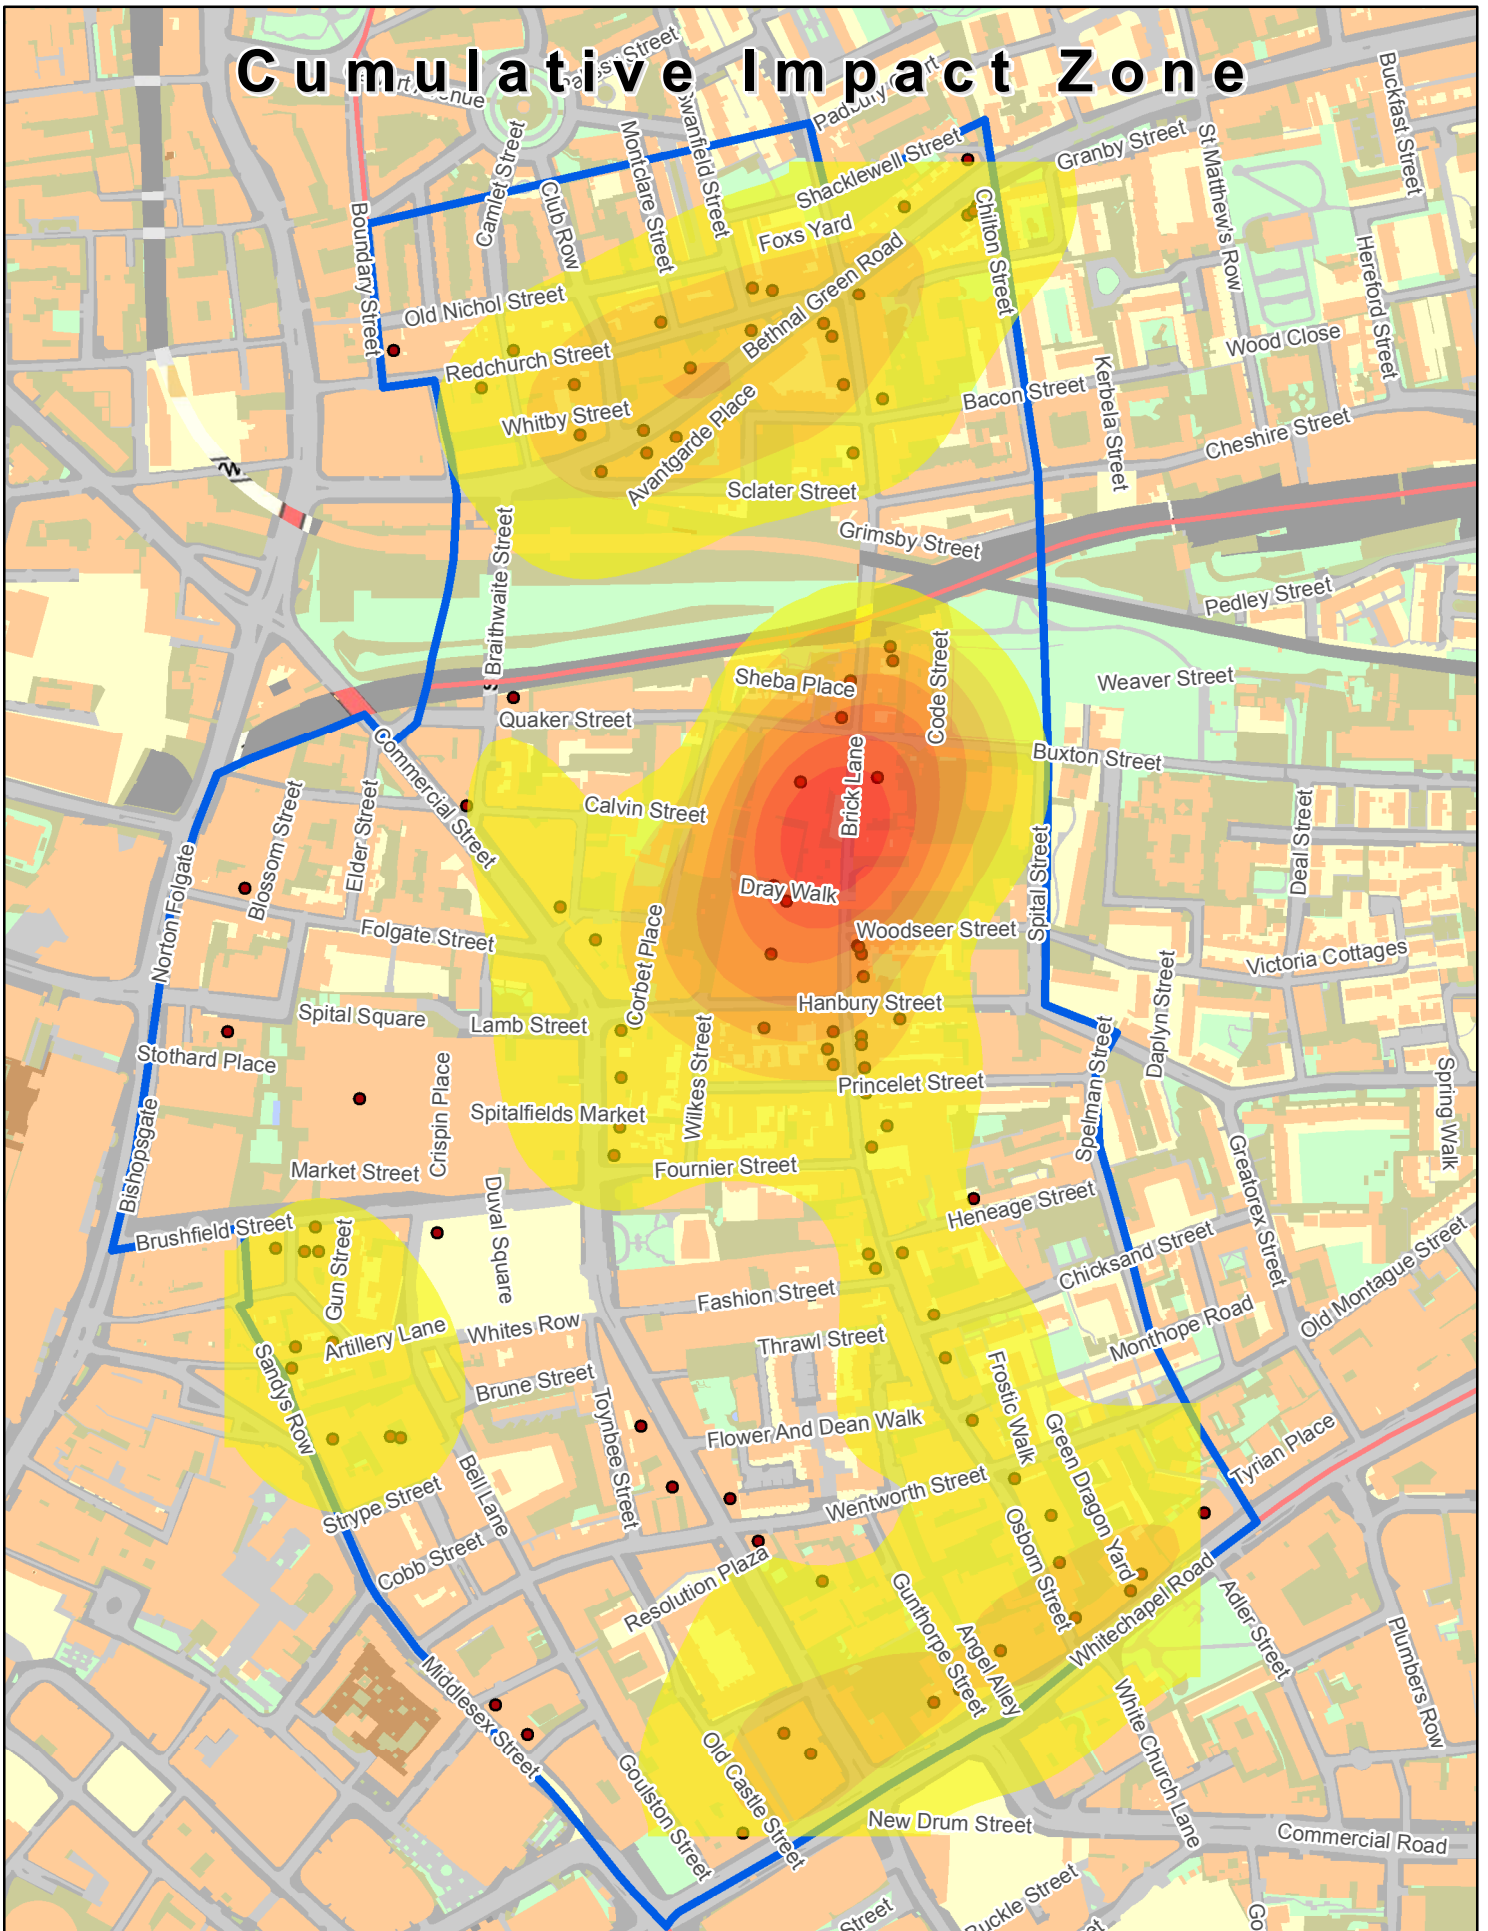 Cumulative Impact Zone
Padbury Court
Buckfast Street
Camlet Street
Club Row
Montclare Street
Swanfield Street
Shacklewell Street
Granby Street
St Matthew's Row
Boundary Street
Foxs Yard
Chilton Street
Hereford Street
Old Nichol Street
Bethnal Green Road
Wood Close
Redchurch Street
Whitby Street
Avantgarde Place
Bacon Street
Kerbela Street
Cheshire Street
Sclater Street
Grimsby Street
Braithwaite Street
Pedley Street
Sheba Place
Code Street
Weaver Street
Quaker Street
Commercial Street
Buxton Street
Brick Lane
Calvin Street
Blossom Street
Elder Street
Deal Street
Norton Folgate
Spital Street
Dray Walk
Folgate Street
Corbet Place
Woodseer Street
Victoria Cottages
Hanbury Street
Spital Square
Lamb Street
Daplyn Street
Stothard Place
Wilkes Street
Crispin Place
Princelet Street
Spelman Street
Spring Walk
Spitalfields Market
Bishopsgate
Market Street
Fournier Street
Duval Square
Heneage Street
Greatorex Street
Brushfield Street
Gun Street
Chicksand Street
Old Montague Street
Fashion Street
Whites Row
Artillery Lane
Thrawl Street
Monthope Road
Sandys Row
Brune Street
Toynbee Street
Frostic Walk
Flower And Dean Walk
Green Dragon Yard
Tyrian Place
Bell Lane
Strype Street
Wentworth Street
Osborn Street
Cobb Street
Resolution Plaza
Gunthorpe Street
Angel Alley
Whitechapel Road
Adler Street
Plumbers Row
Middlesex Street
White Church Lane
Goulston Street
Old Castle Street
New Drum Street
Commercial Road
Buckle Street
Street